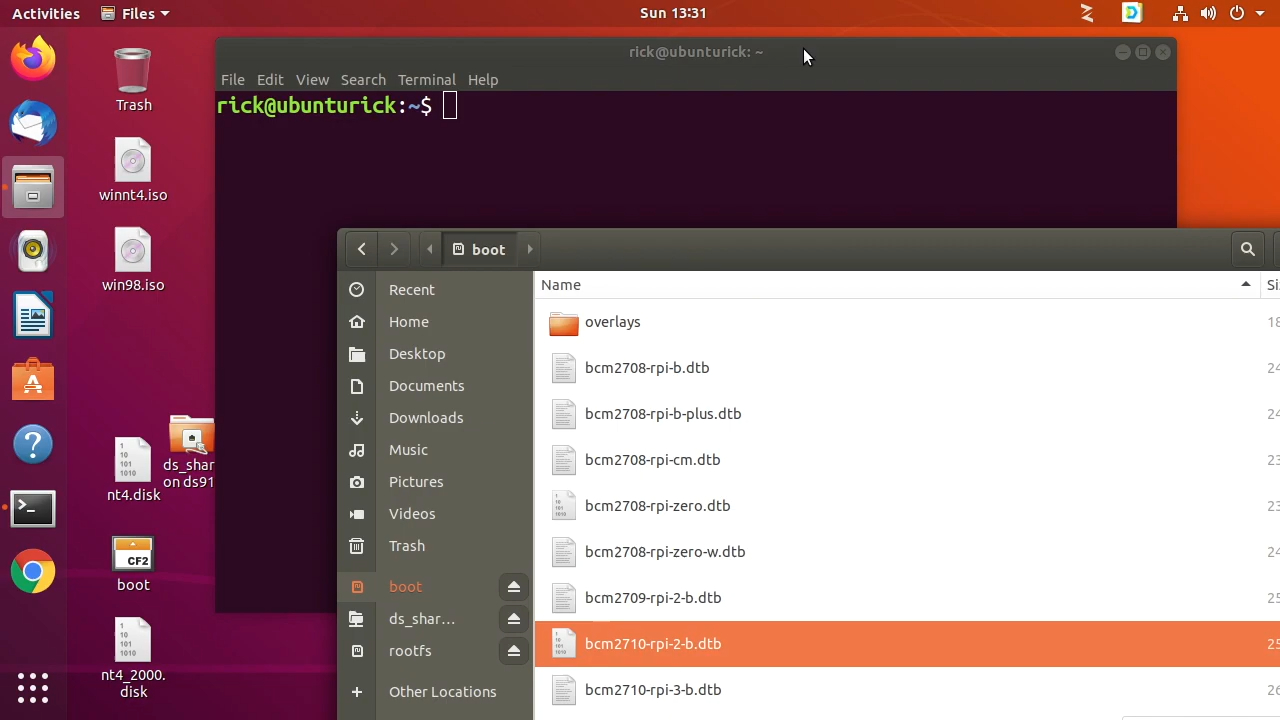 Activities
Files
Sun 13:31
rick@ubunturick: ~
File Edit View Search Terminal Help
rick@ubunturick:~$
Trash
winnt4.iso
win98.iso
ds_shar
on ds91
nt4.disk
CF2
boot
nt4_2000.
disk
boot
Recent
Home
Desktop
Documents
Downloads
Music
Pictures
Videos
Trash
boot
ds_shar…
rootfs
Other Locations
Name
overlays
bcm2708-rpi-b.dtb
bcm2708-rpi-b-plus.dtb
bcm2708-rpi-cm.dtb
bcm2708-rpi-zero.dtb
bcm2708-rpi-zero-w.dtb
bcm2709-rpi-2-b.dtb
bcm2710-rpi-2-b.dtb
bcm2710-rpi-3-b.dtb